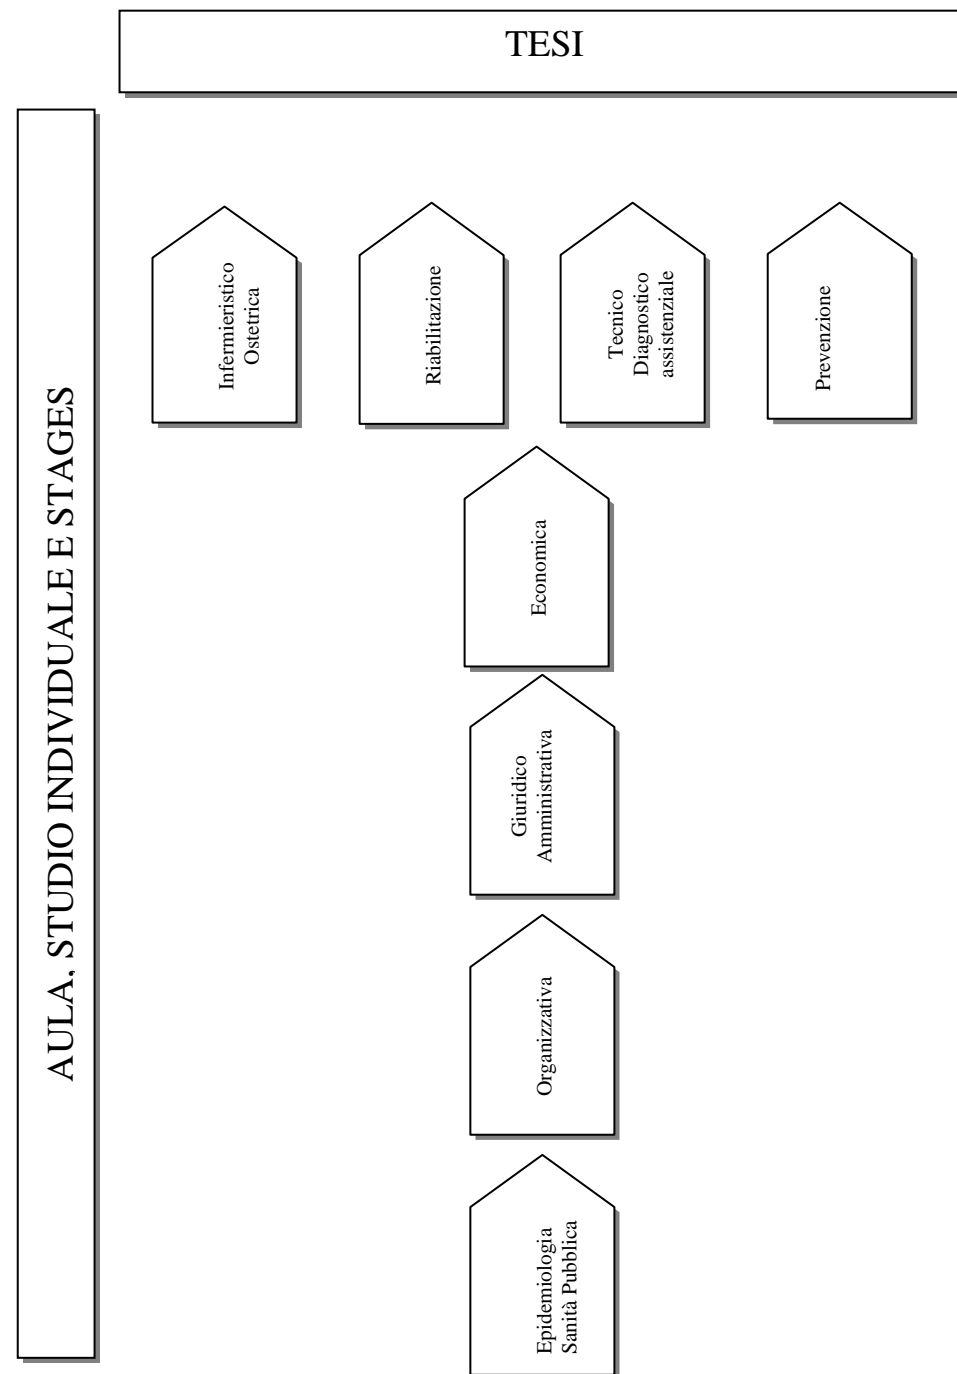 TESI
AULA, STUDIO INDIVIDUALE E STAGES
Infermieristico
Ostetrica
Riabilitazione
Tecnico
Diagnostico
assistenziale
Prevenzione
Economica
Giuridico
Amministrativa
Organizzativa
Epidemiologia
Sanità Pubblica